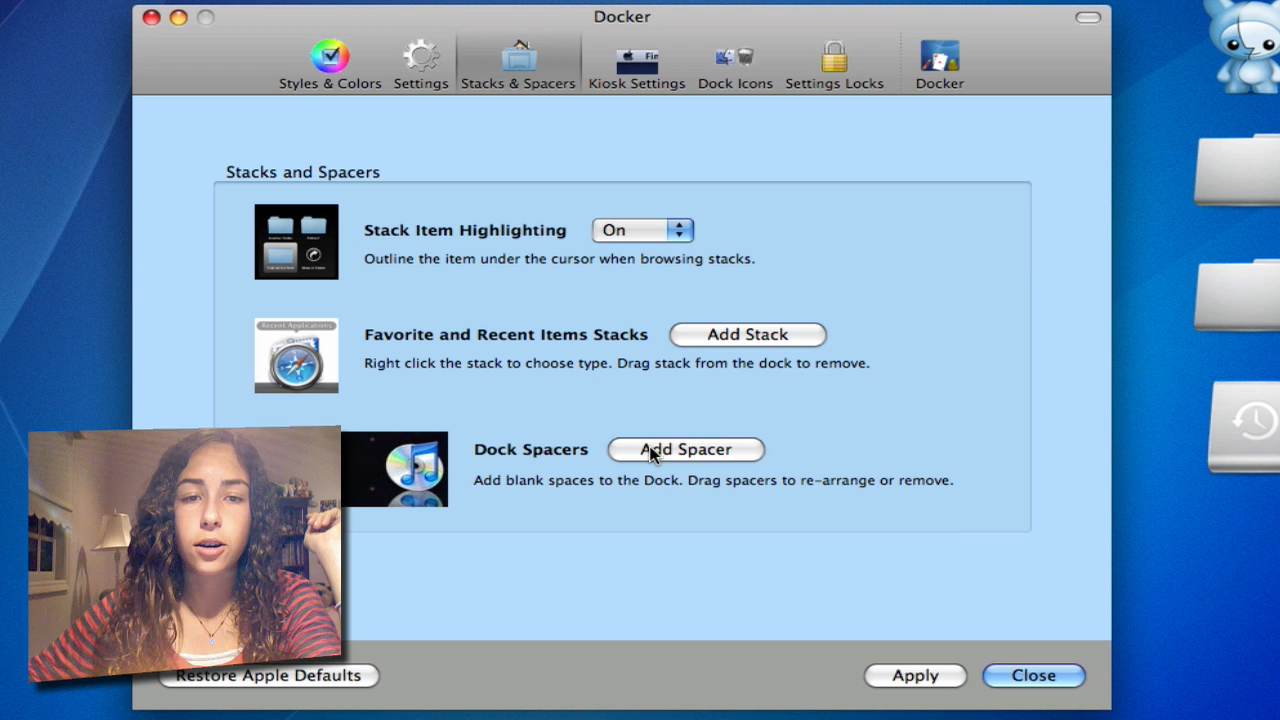 Docker
Styles & Colors Settings Stacks & Spacers Kiosk Settings Dock Icons Settings Locks Docker
Fin
Stacks and Spacers
Stack Item Highlighting On
Outline the item under the cursor when browsing stacks.
Recent Applications
Favorite and Recent Items Stacks Add Stack
Right click the stack to choose type. Drag stack from the dock to remove.
Dock Spacers Add Spacer
Add blank spaces to the Dock. Drag spacers to re-arrange or remove.
Restore Apple Defaults Apply Close